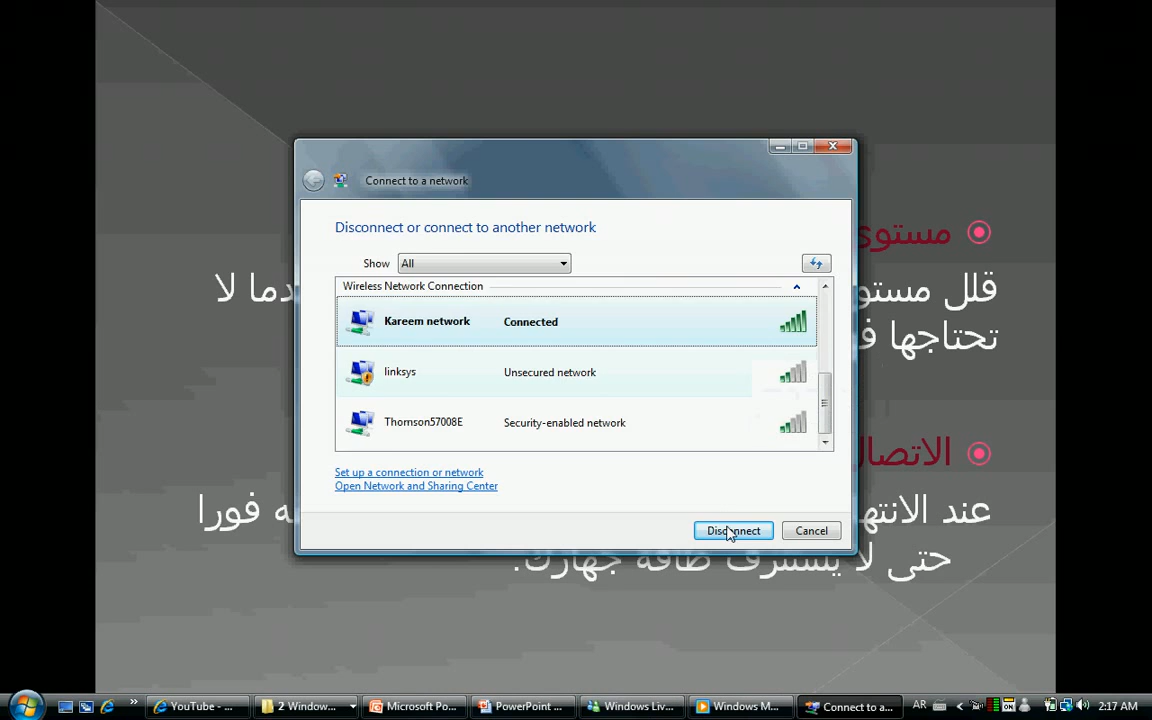 Connect to a network
Disconnect or connect to another network
Show All
Wireless Network Connection
Kareem network Connected
linksys Unsecured network
Thomson57008E Security-enabled network
Set up a connection or network
Open Network and Sharing Center
Disconnect Cancel
مستوى
قلل مستو
دما لا
تحتاجها ف
الاتصال
عند الانته
ه فورا
حتى لا يستنزف طاقة جهازك.
YouTube - ... 2 Window... Microsoft Po... PowerPoint ... Windows Liv... Windows M... Connect to a... AR ON 2:17 AM